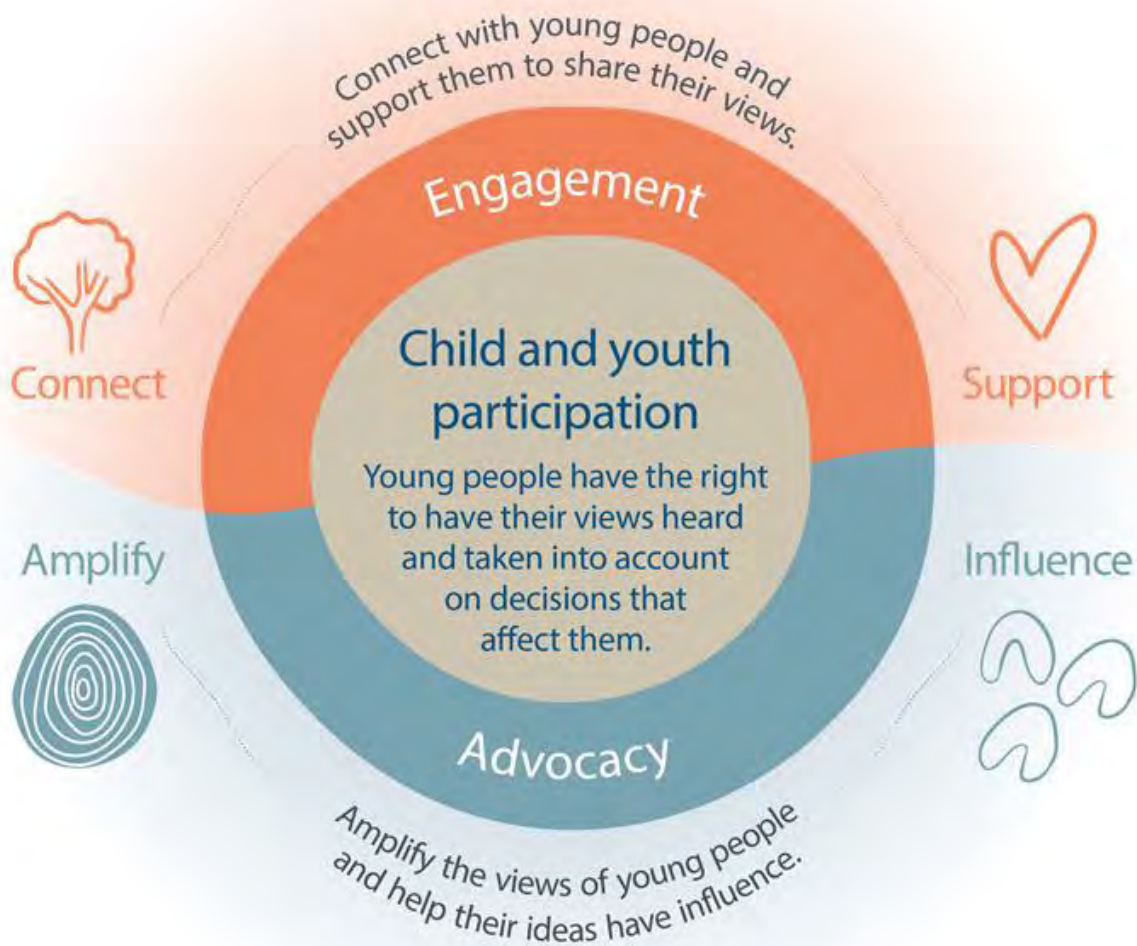 Connect with young people and
support them to share their views.
Engagement
Connect
Support
Child and youth
participation
Young people have the right
to have their views heard
and taken into account
on decisions that
affect them.
Amplify
Influence
Advocacy
Amplify the views of young people
and help their ideas have influence.